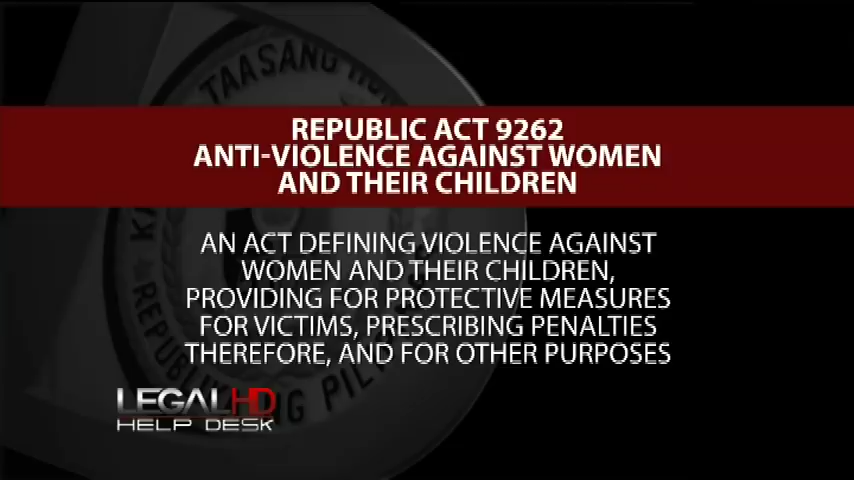 REPUBLIC ACT 9262
ANTI-VIOLENCE AGAINST WOMEN
AND THEIR CHILDREN
AN ACT DEFINING VIOLENCE AGAINST
WOMEN AND THEIR CHILDREN,
PROVIDING FOR PROTECTIVE MEASURES
FOR VICTIMS, PRESCRIBING PENALTIES
THEREFORE, AND FOR OTHER PURPOSES
LEGAL HD
HELP DESK
TAASANG